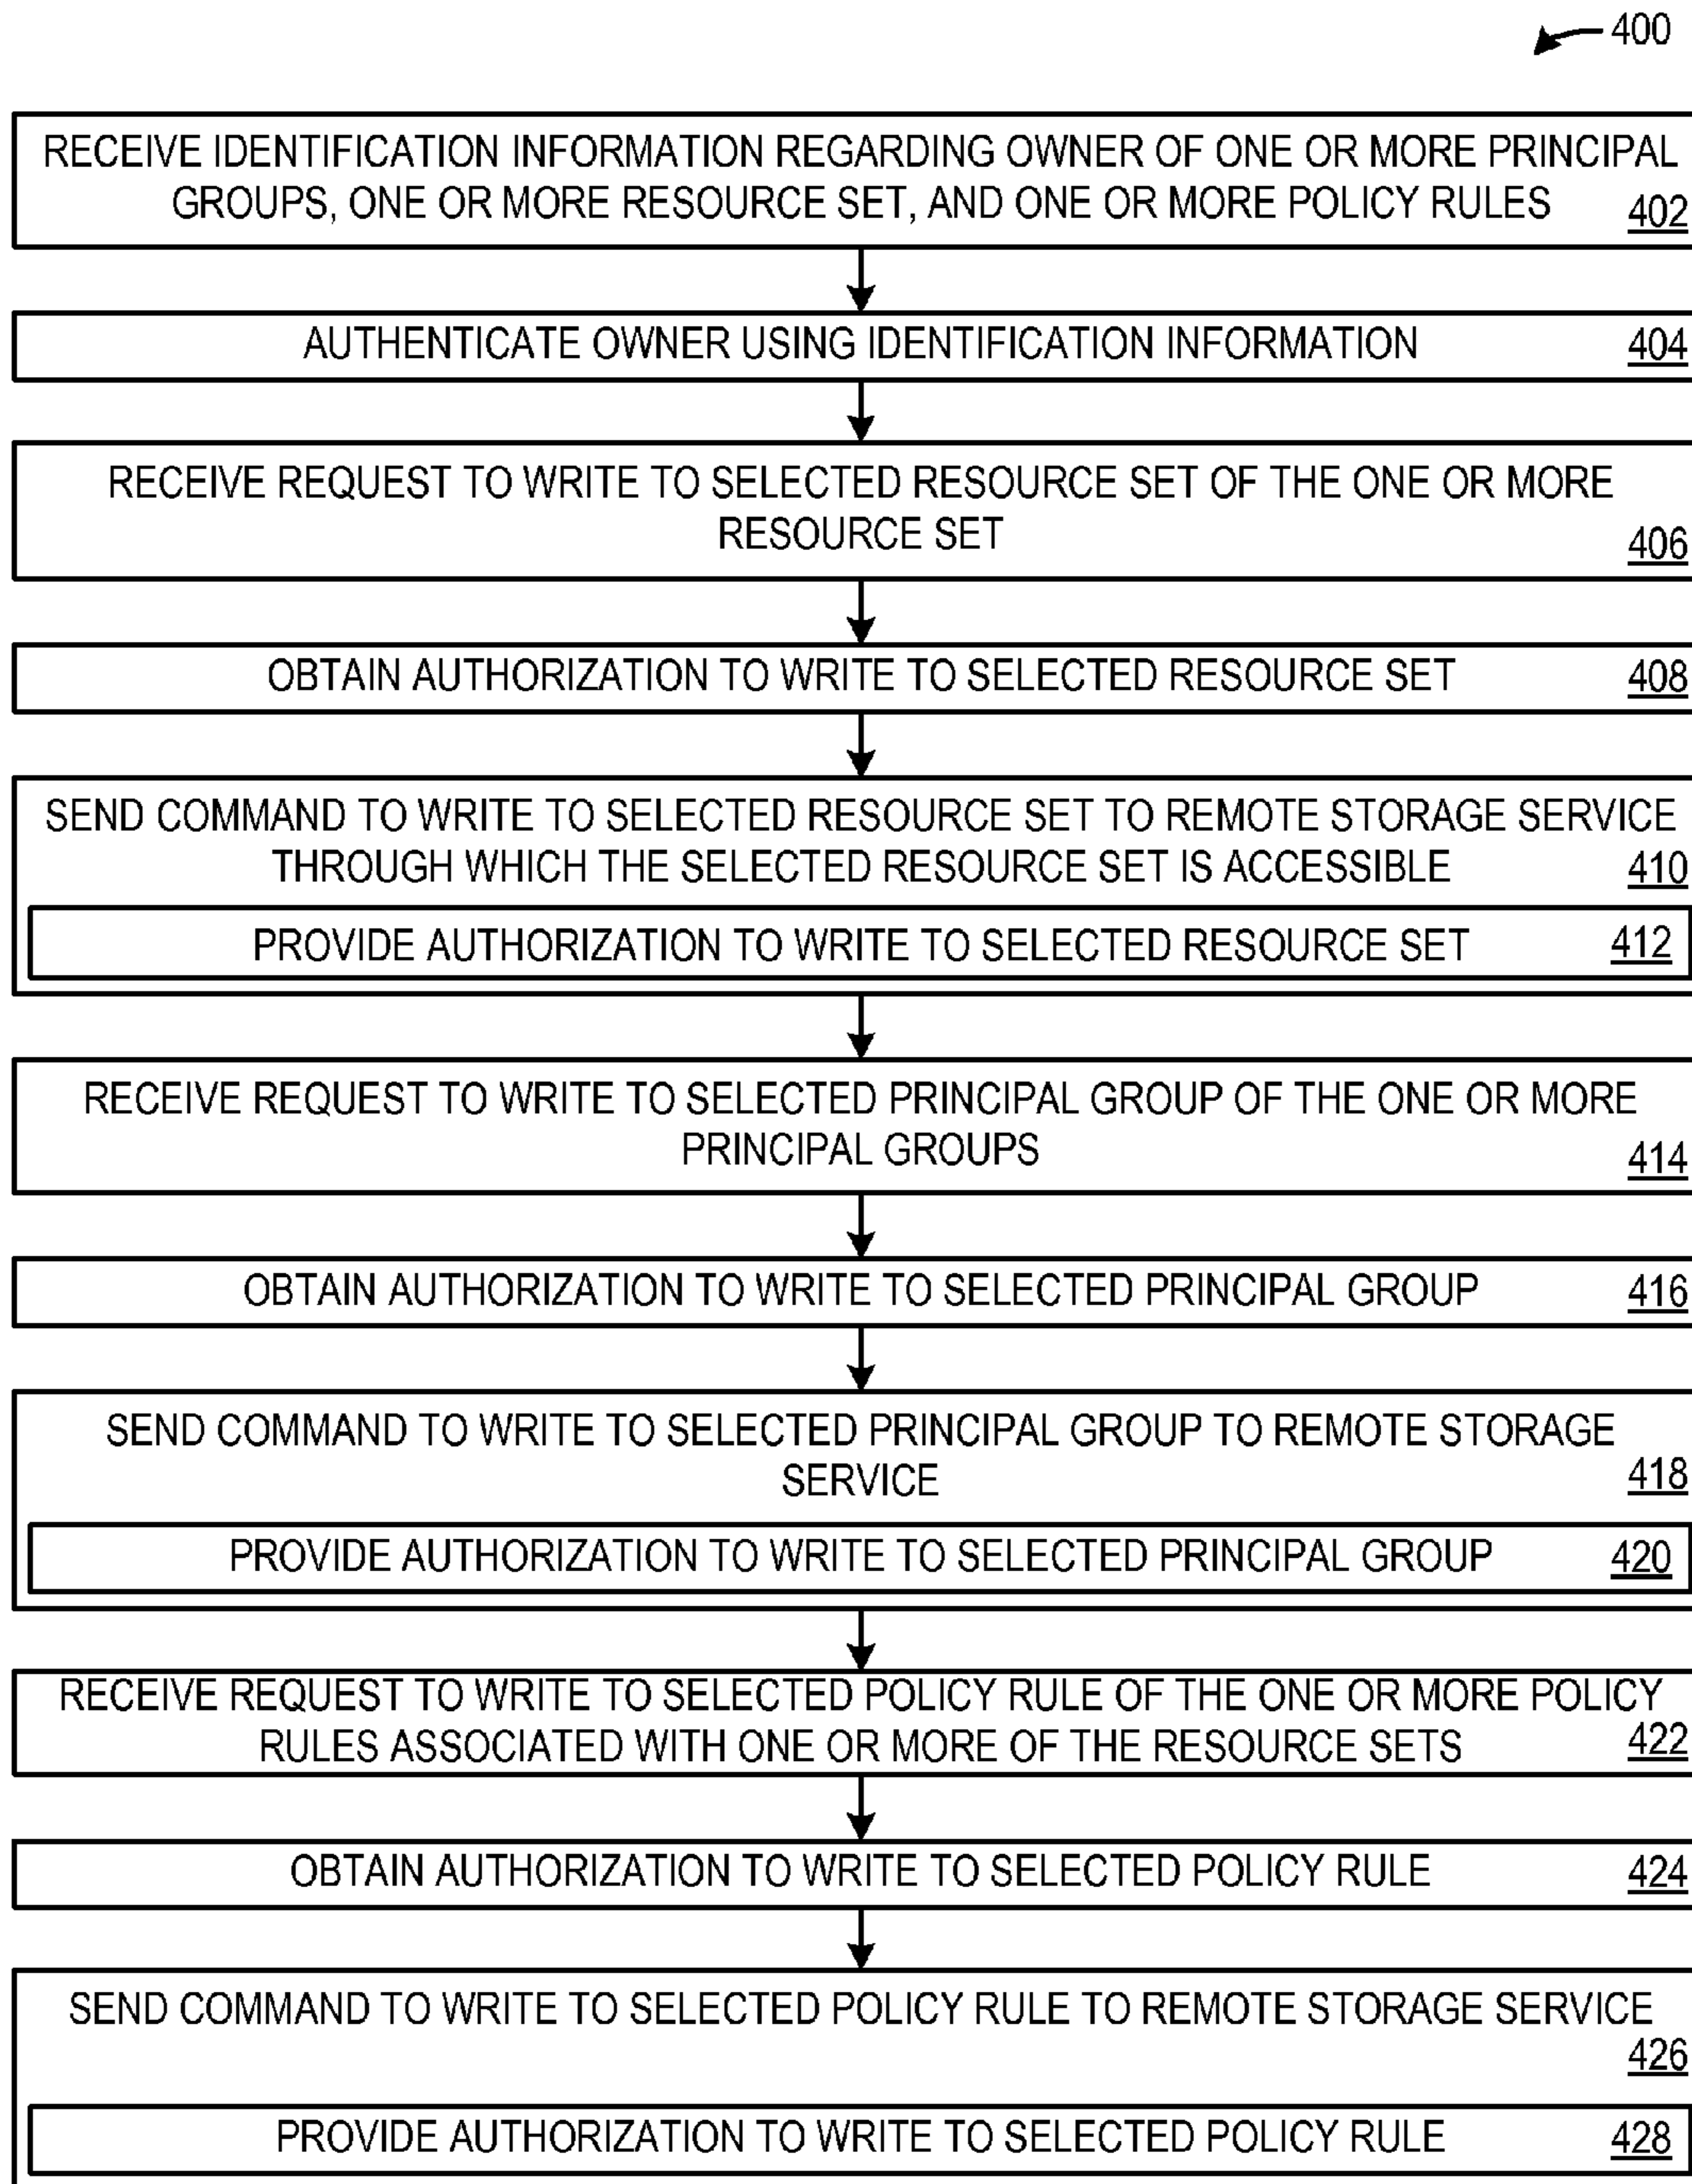 400
RECEIVE IDENTIFICATION INFORMATION REGARDING OWNER OF ONE OR MORE PRINCIPAL
GROUPS, ONE OR MORE RESOURCE SET, AND ONE OR MORE POLICY RULES
402
AUTHENTICATE OWNER USING IDENTIFICATION INFORMATION
404
RECEIVE REQUEST TO WRITE TO SELECTED RESOURCE SET OF THE ONE OR MORE
RESOURCE SET
406
OBTAIN AUTHORIZATION TO WRITE TO SELECTED RESOURCE SET
408
SEND COMMAND TO WRITE TO SELECTED RESOURCE SET TO REMOTE STORAGE SERVICE
THROUGH WHICH THE SELECTED RESOURCE SET IS ACCESSIBLE
410
PROVIDE AUTHORIZATION TO WRITE TO SELECTED RESOURCE SET
412
RECEIVE REQUEST TO WRITE TO SELECTED PRINCIPAL GROUP OF THE ONE OR MORE
PRINCIPAL GROUPS
414
OBTAIN AUTHORIZATION TO WRITE TO SELECTED PRINCIPAL GROUP
416
SEND COMMAND TO WRITE TO SELECTED PRINCIPAL GROUP TO REMOTE STORAGE
SERVICE
418
PROVIDE AUTHORIZATION TO WRITE TO SELECTED PRINCIPAL GROUP
420
RECEIVE REQUEST TO WRITE TO SELECTED POLICY RULE OF THE ONE OR MORE POLICY
RULES ASSOCIATED WITH ONE OR MORE OF THE RESOURCE SETS
422
OBTAIN AUTHORIZATION TO WRITE TO SELECTED POLICY RULE
424
SEND COMMAND TO WRITE TO SELECTED POLICY RULE TO REMOTE STORAGE SERVICE
426
PROVIDE AUTHORIZATION TO WRITE TO SELECTED POLICY RULE
428